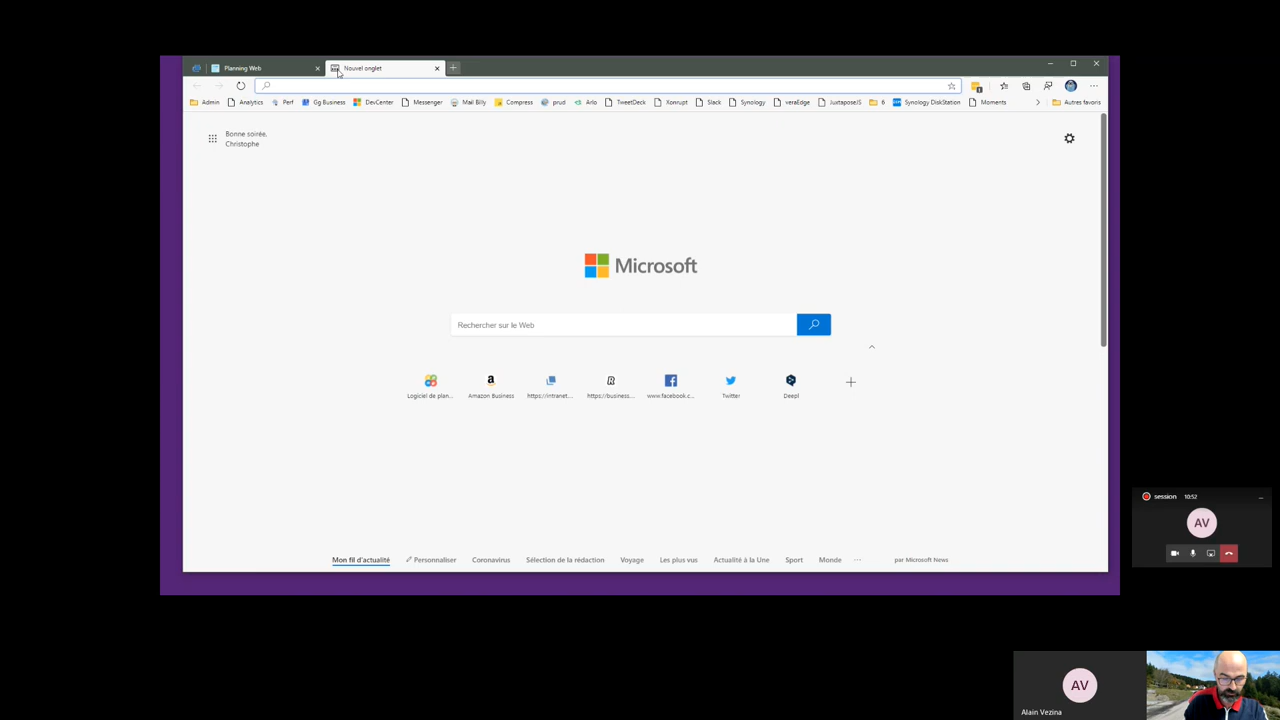 Planning Web
Nouvel onglet
Admin Analytics Perf Gg Business DevCenter Messenger Mail Billy Compress prud Arlo TweetDeck Xonrupt Slack Synology veraEdge JuxtaposeJS 6 Synology DiskStation Moments Autres favoris
Bonne soirée,
Christophe
Microsoft
Rechercher sur le Web
Logiciel de plan... Amazon Business https://intranet... https://business... www.facebook.c... Twitter Deepl
Mon fil d'actualité Personnaliser Coronavirus Sélection de la rédaction Voyage Les plus vus Actualité à la Une Sport Monde ... par Microsoft News
session 10:52
AV
AV
Alain Vezina